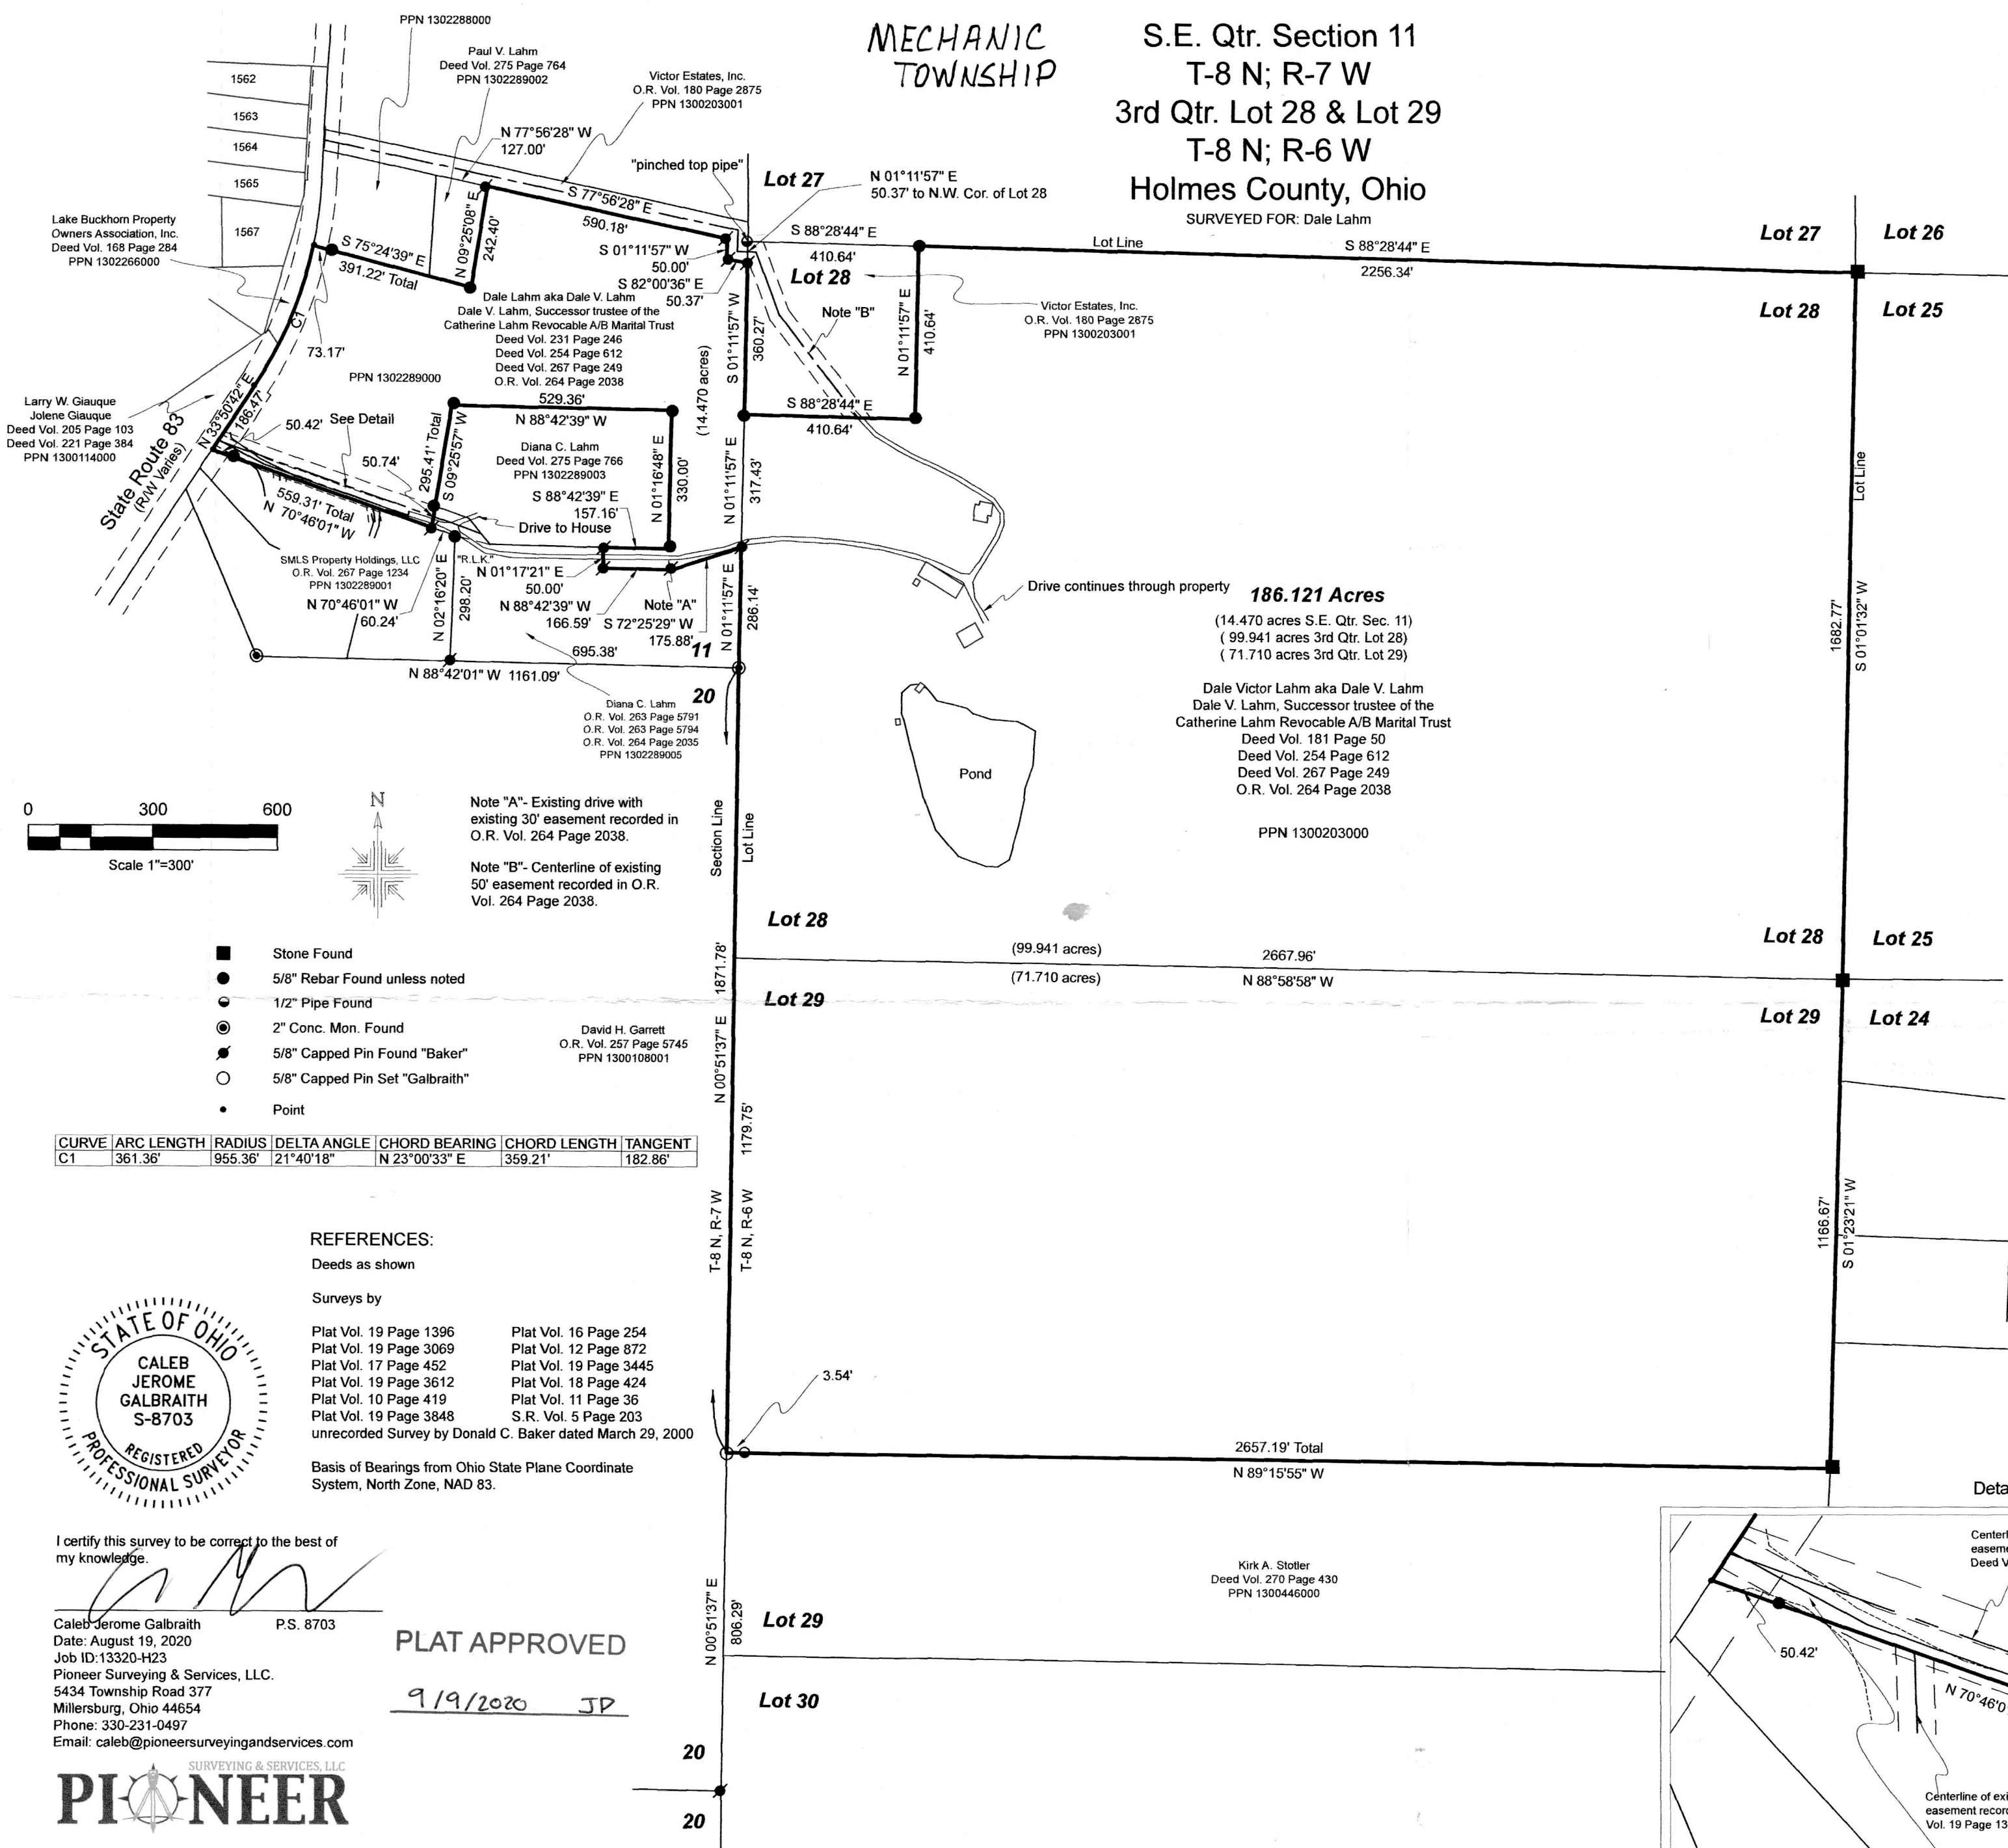 MECHANIC
TOWNSHIP
S.E. Qtr. Section 11
T-8 N; R-7 W
3rd Qtr. Lot 28 & Lot 29
T-8 N; R-6 W
Holmes County, Ohio
SURVEYED FOR: Dale Lahm
PPN 1302288000
Paul V. Lahm
Deed Vol. 275 Page 764
PPN 1302289002
Victor Estates, Inc.
O.R. Vol. 180 Page 2875
PPN 1300203001
1562
1563
1564
1565
1567
N 77°56'28" W
127.00'
"pinched top pipe"
Lot 27
N 01°11'57" E
50.37' to N.W. Cor. of Lot 28
S 77°56'28" E
590.18'
N 09°25'08" E
242.40'
S 75°24'39" E
391.22' Total
Lake Buckhorn Property
Owners Association, Inc.
Deed Vol. 168 Page 284
PPN 1302266000
S 01°11'57" W
50.00'
S 82°00'36" E
50.37'
S 88°28'44" E
410.64'
Lot Line
S 88°28'44" E
2256.34'
Lot 27
Lot 26
Lot 28
Lot 28
Lot 25
Victor Estates, Inc.
O.R. Vol. 180 Page 2875
PPN 1300203001
Note "B"
N 01°11'57" E
410.64'
S 88°28'44" E
410.64'
Dale Lahm aka Dale V. Lahm
Dale V. Lahm, Successor trustee of the
Catherine Lahm Revocable A/B Marital Trust
Deed Vol. 231 Page 246
Deed Vol. 254 Page 612
Deed Vol. 267 Page 249
O.R. Vol. 264 Page 2038
PPN 1302289000
C1
73.17'
(14.470 acres)
S 01°11'57" W
360.27'
Larry W. Giauque
Jolene Giauque
Deed Vol. 205 Page 103
Deed Vol. 221 Page 384
PPN 1300114000
State Route 83
(R/W Varies)
N 33°50'42" E
186.47'
50.42'
See Detail
50.74'
295.41' Total
S 09°25'57" W
529.36'
N 88°42'39" W
Diana C. Lahm
Deed Vol. 275 Page 766
PPN 1302289003
S 88°42'39" E
157.16'
N 01°16'48" E
330.00'
N 01°11'57" E
317.43'
559.31' Total
N 70°46'01" W
Drive to House
SMLS Property Holdings, LLC
O.R. Vol. 267 Page 1234
PPN 1302289001
N 70°46'01" W
60.24'
"R.L.K."
N 02°16'20" E
298.20'
N 01°17'21" E
50.00'
N 88°42'39" W
166.59'
Note "A"
S 72°25'29" W
175.88'
N 01°11'57" E
286.14'
11
695.38'
N 88°42'01" W 1161.09'
20
Diana C. Lahm
O.R. Vol. 263 Page 5791
O.R. Vol. 263 Page 5794
O.R. Vol. 264 Page 2035
PPN 1302289005
Drive continues through property
186.121 Acres
(14.470 acres S.E. Qtr. Sec. 11)
( 99.941 acres 3rd Qtr. Lot 28)
( 71.710 acres 3rd Qtr. Lot 29)
Dale Victor Lahm aka Dale V. Lahm
Dale V. Lahm, Successor trustee of the
Catherine Lahm Revocable A/B Marital Trust
Deed Vol. 181 Page 50
Deed Vol. 254 Page 612
Deed Vol. 267 Page 249
O.R. Vol. 264 Page 2038
PPN 1300203000
Lot Line
1682.77'
S 01°01'32" W
Pond
0 300 600
Scale 1"=300'
N
Note "A"- Existing drive with
existing 30' easement recorded in
O.R. Vol. 264 Page 2038.
Note "B"- Centerline of existing
50' easement recorded in O.R.
Vol. 264 Page 2038.
Section Line
Lot Line
Lot 28
(99.941 acres)
2667.96'
(71.710 acres)
N 88°58'58" W
Lot 29
Lot 28
Lot 25
Lot 29
Lot 24
Stone Found
5/8" Rebar Found unless noted
1/2" Pipe Found
2" Conc. Mon. Found
5/8" Capped Pin Found "Baker"
5/8" Capped Pin Set "Galbraith"
Point
David H. Garrett
O.R. Vol. 257 Page 5745
PPN 1300108001
N 00°51'37" E 1871.78'
1179.75'
T-8 N, R-7 W
T-8 N, R-6 W
CURVE ARC LENGTH RADIUS DELTA ANGLE CHORD BEARING CHORD LENGTH TANGENT
C1 361.36' 955.36' 21°40'18" N 23°00'33" E 359.21' 182.86'
1166.67'
S 01°23'21" W
REFERENCES:
Deeds as shown
Surveys by
Plat Vol. 19 Page 1396 Plat Vol. 16 Page 254
Plat Vol. 19 Page 3069 Plat Vol. 12 Page 872
Plat Vol. 17 Page 452 Plat Vol. 19 Page 3445
Plat Vol. 19 Page 3612 Plat Vol. 18 Page 424
Plat Vol. 10 Page 419 Plat Vol. 11 Page 36
Plat Vol. 19 Page 3848 S.R. Vol. 5 Page 203
unrecorded Survey by Donald C. Baker dated March 29, 2000
Basis of Bearings from Ohio State Plane Coordinate
System, North Zone, NAD 83.
STATE OF OHIO
CALEB
JEROME
GALBRAITH
S-8703
REGISTERED
PROFESSIONAL SURVEYOR
3.54'
2657.19' Total
N 89°15'55" W
I certify this survey to be correct to the best of
my knowledge.
Caleb Jerome Galbraith P.S. 8703
Date: August 19, 2020
Job ID:13320-H23
Pioneer Surveying & Services, LLC.
5434 Township Road 377
Millersburg, Ohio 44654
Phone: 330-231-0497
Email: caleb@pioneersurveyingandservices.com
SURVEYING & SERVICES, LLC
PIONEER
PLAT APPROVED
9/9/2020 JP
Kirk A. Stotler
Deed Vol. 270 Page 430
PPN 1300446000
N 00°51'37" E
806.29'
Lot 29
Lot 30
20
20
Deta
Centerl
easeme
Deed V
50.42'
N 70°46'0
Centerline of exi
easement recor
Vol. 19 Page 13